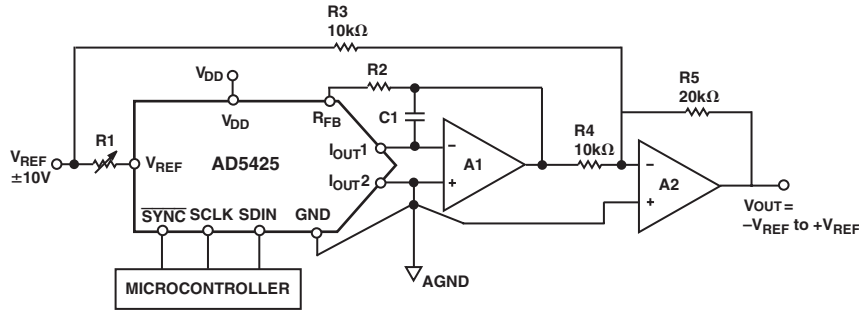 R3
10kΩ
VDD
R2
R5
20kΩ
VDD
RFB
C1
R1
R4
10kΩ
IOUT1
VREF
±10V
VREF
AD5425
A1
IOUT2
A2
SYNC SCLK SDIN GND
VOUT =
–VREF to +VREF
AGND
MICROCONTROLLER
− + − +